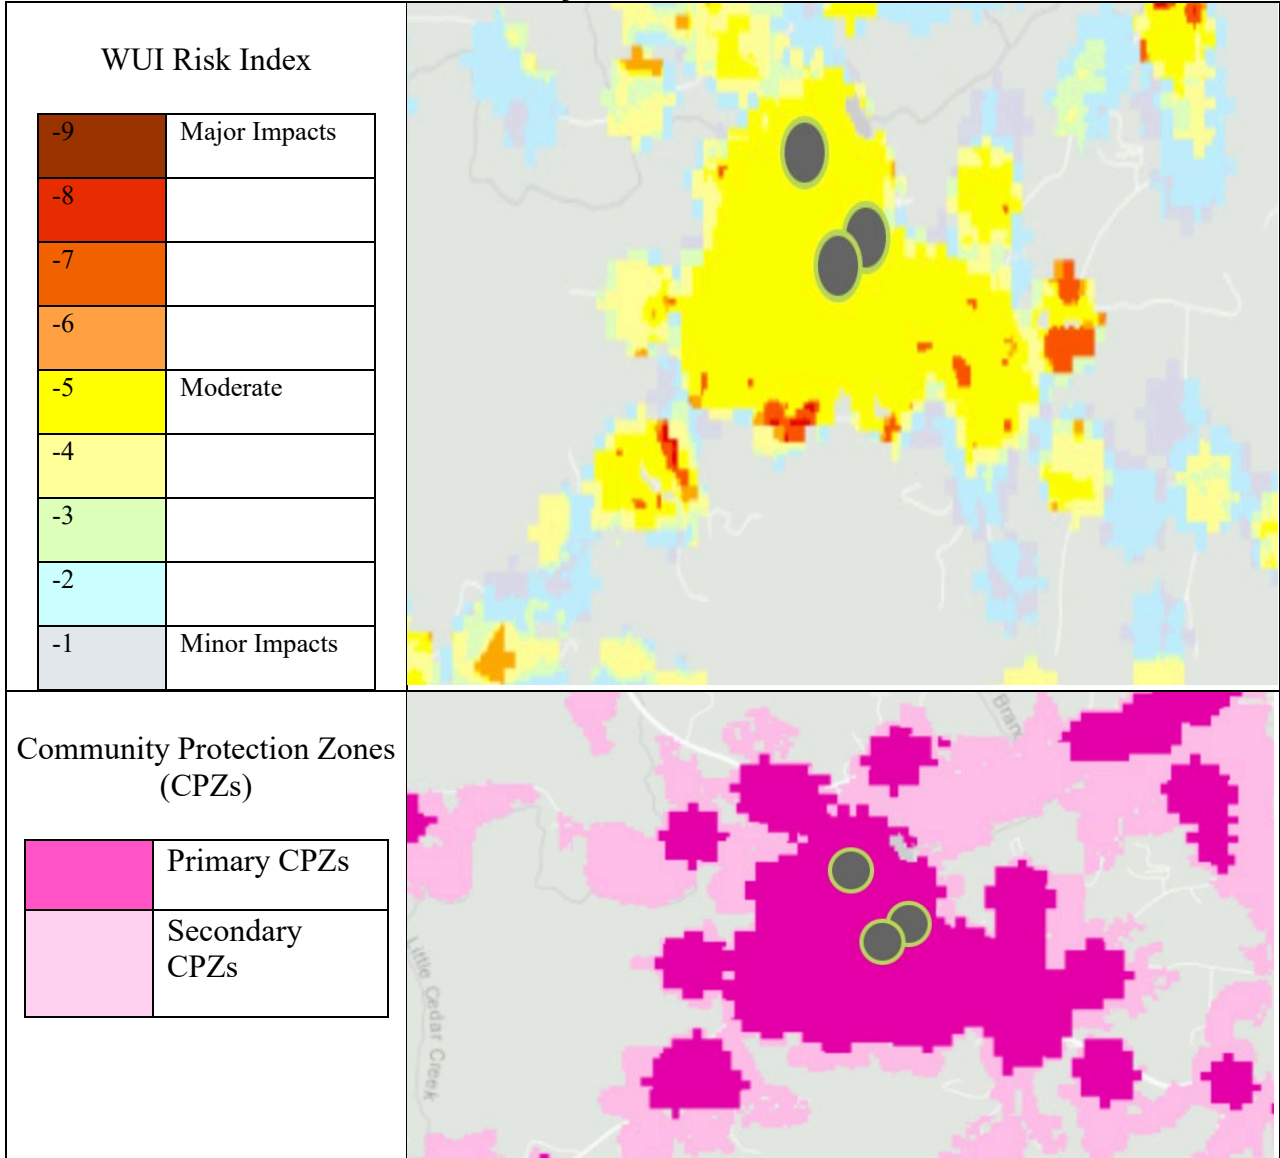 WUI Risk Index
-9 Major Impacts
-8
-7
-6
-5 Moderate
-4
-3
-2
-1 Minor Impacts
Community Protection Zones
(CPZs)
Primary CPZs
Secondary
CPZs
Little Cedar Creek